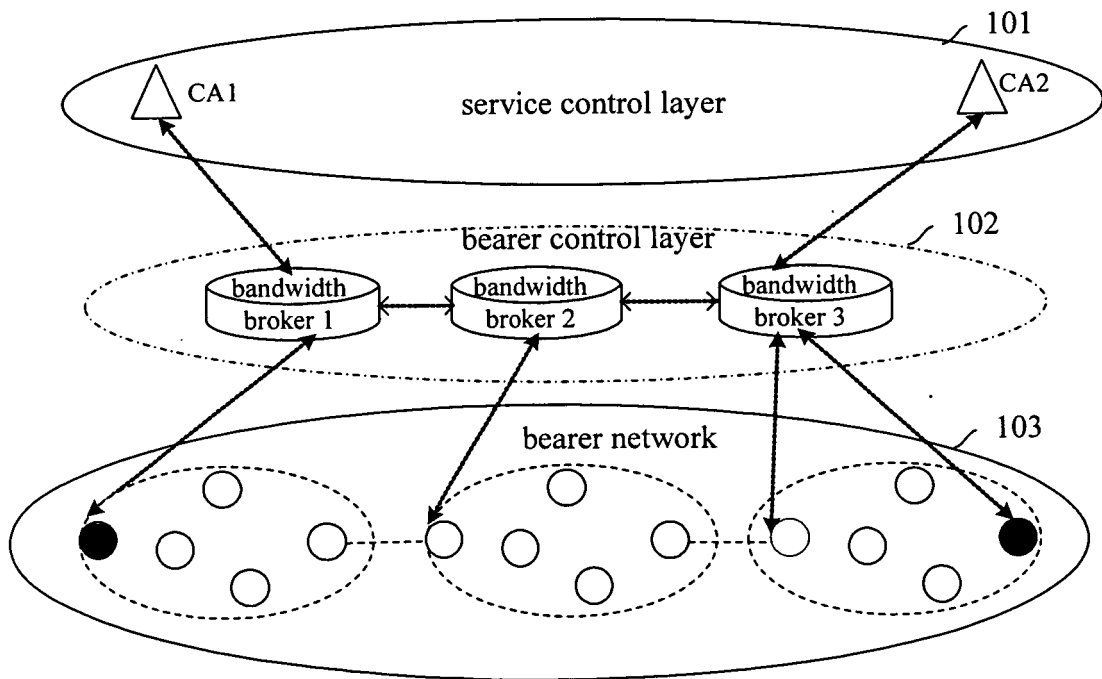 101
CA1
CA2
service control layer
102
bearer control layer
bandwidth
broker 1
bandwidth
broker 2
bandwidth
broker 3
103
bearer network